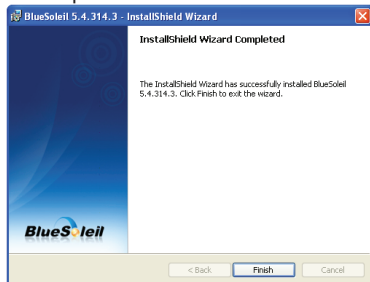 BlueSoleil 5.4.314.3 - InstallShield Wizard
InstallShield Wizard Completed
The InstallShield Wizard has successfully installed BlueSoleil
5.4.314.3. Click Finish to exit the wizard.
BlueSoleil
< Back Finish Cancel